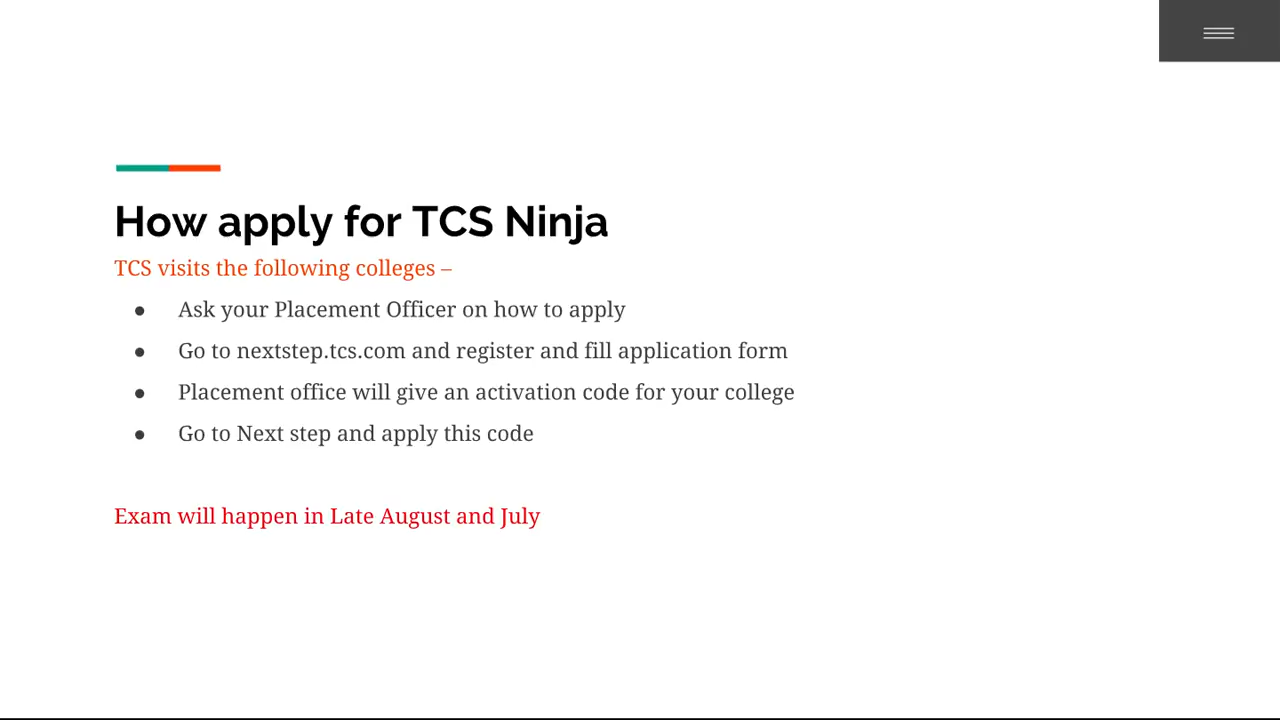 How apply for TCS Ninja
TCS visits the following colleges –
● Ask your Placement Officer on how to apply
● Go to nextstep.tcs.com and register and fill application form
● Placement office will give an activation code for your college
● Go to Next step and apply this code
Exam will happen in Late August and July